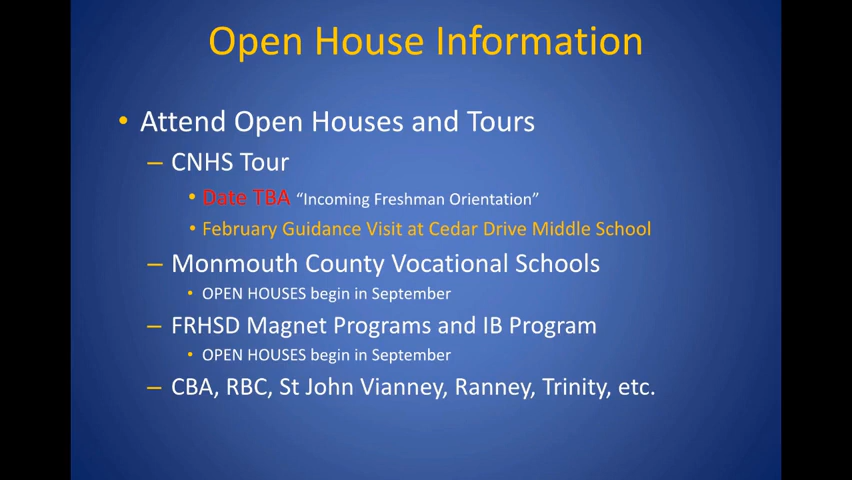 Open House Information
• Attend Open Houses and Tours
– CNHS Tour
• Date TBA “Incoming Freshman Orientation”
• February Guidance Visit at Cedar Drive Middle School
– Monmouth County Vocational Schools
• OPEN HOUSES begin in September
– FRHSD Magnet Programs and IB Program
• OPEN HOUSES begin in September
– CBA, RBC, St John Vianney, Ranney, Trinity, etc.